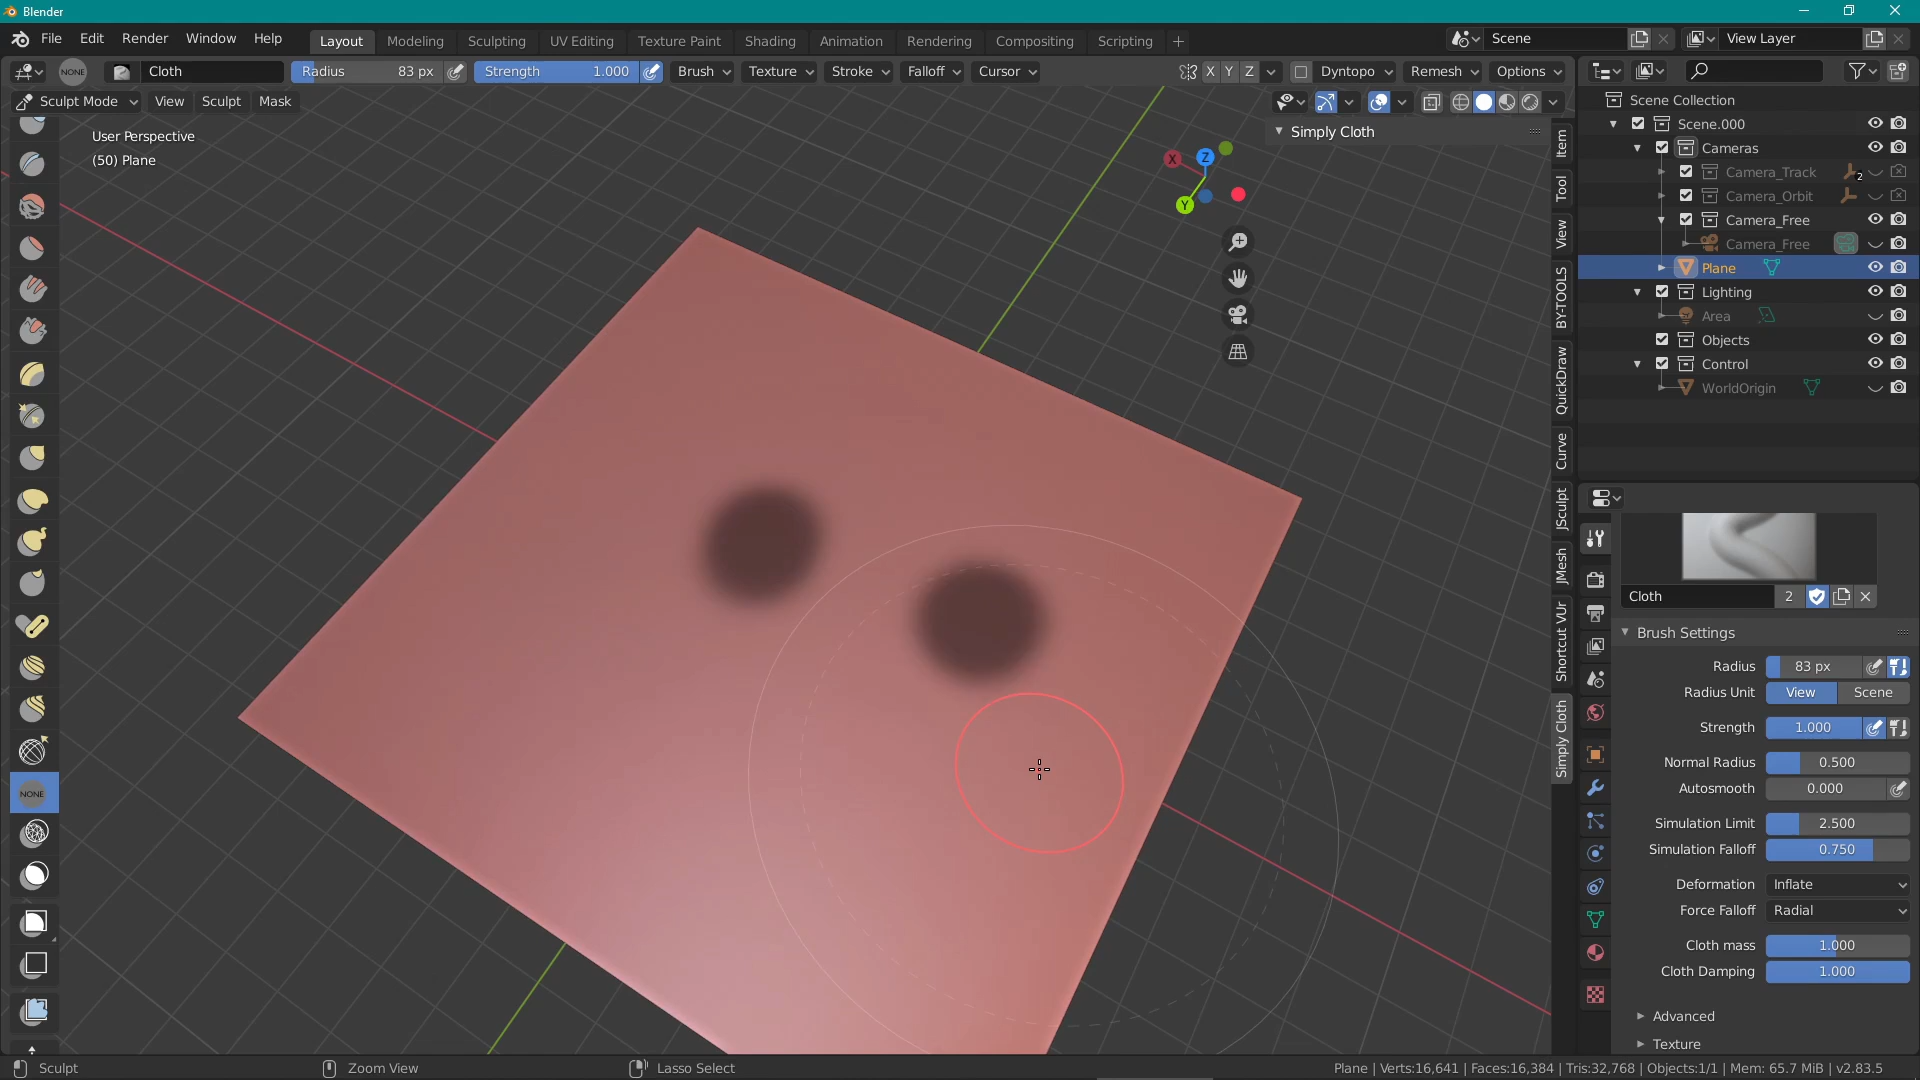 Blender
File Edit Render Window Help
Layout Modeling Sculpting UV Editing Texture Paint Shading Animation Rendering Compositing Scripting +
Scene
View Layer
NONE Cloth Radius 83 px Strength 1.000 Brush Texture Stroke Falloff Cursor
X Y Z Dyntopo Remesh Options
Sculpt Mode View Sculpt Mask
User Perspective
(50) Plane
Simply Cloth
X Z Y
Item
Tool
View
BY-TOOLS
QuickDraw
Curve
JSculpt
JMesh
Shortcut VUr
Simply Cloth
NONE
Scene Collection
Scene.000
Cameras
Camera_Track 2
Camera_Orbit
Camera_Free
Camera_Free
Plane
Lighting
Area
Objects
Control
WorldOrigin
Cloth 2
Brush Settings
Radius 83 px
Radius Unit View Scene
Strength 1.000
Normal Radius 0.500
Autosmooth 0.000
Simulation Limit 2.500
Simulation Falloff 0.750
Deformation Inflate
Force Falloff Radial
Cloth mass 1.000
Cloth Damping 1.000
Advanced
Texture
Sculpt Zoom View Lasso Select
Plane | Verts:16,641 | Faces:16,384 | Tris:32,768 | Objects:1/1 | Mem: 65.7 MiB | v2.83.5